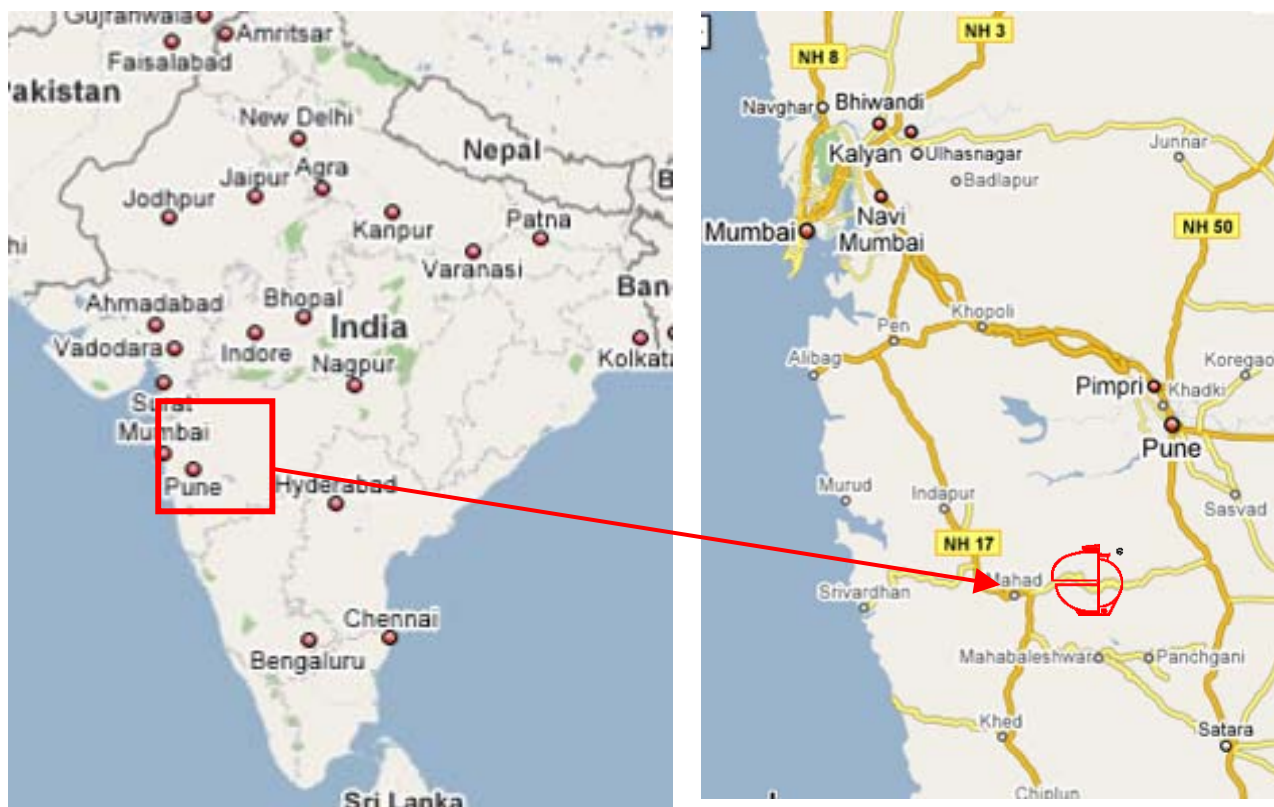 Gujranwala
Amritsar
Faisalabad
akistan
New Delhi
Nepal
Jaipur
Agra
Jodhpur
Kanpur
Patna
Varanasi
hi
Ban
Ahmadabad
Bhopal
India
Vadodara
Indore
Nagpur
Kolkata
Surat
Mumbai
Pune
Hyderabad
Chennai
Bengaluru
Sri Lanka
NH 3
NH 8
Navghar
Bhiwandi
Junnar
Kalyan
Ulhasnagar
Badlapur
Mumbai
Navi
Mumbai
NH 50
Khopoli
Pen
Alibag
Koregao
Pimpri
Khadki
Pune
Murud
Indapur
Sasvad
NH 17
Mahad
Srivardhan
Mahabaleshwar
Panchgani
Khed
Satara
Chiplun